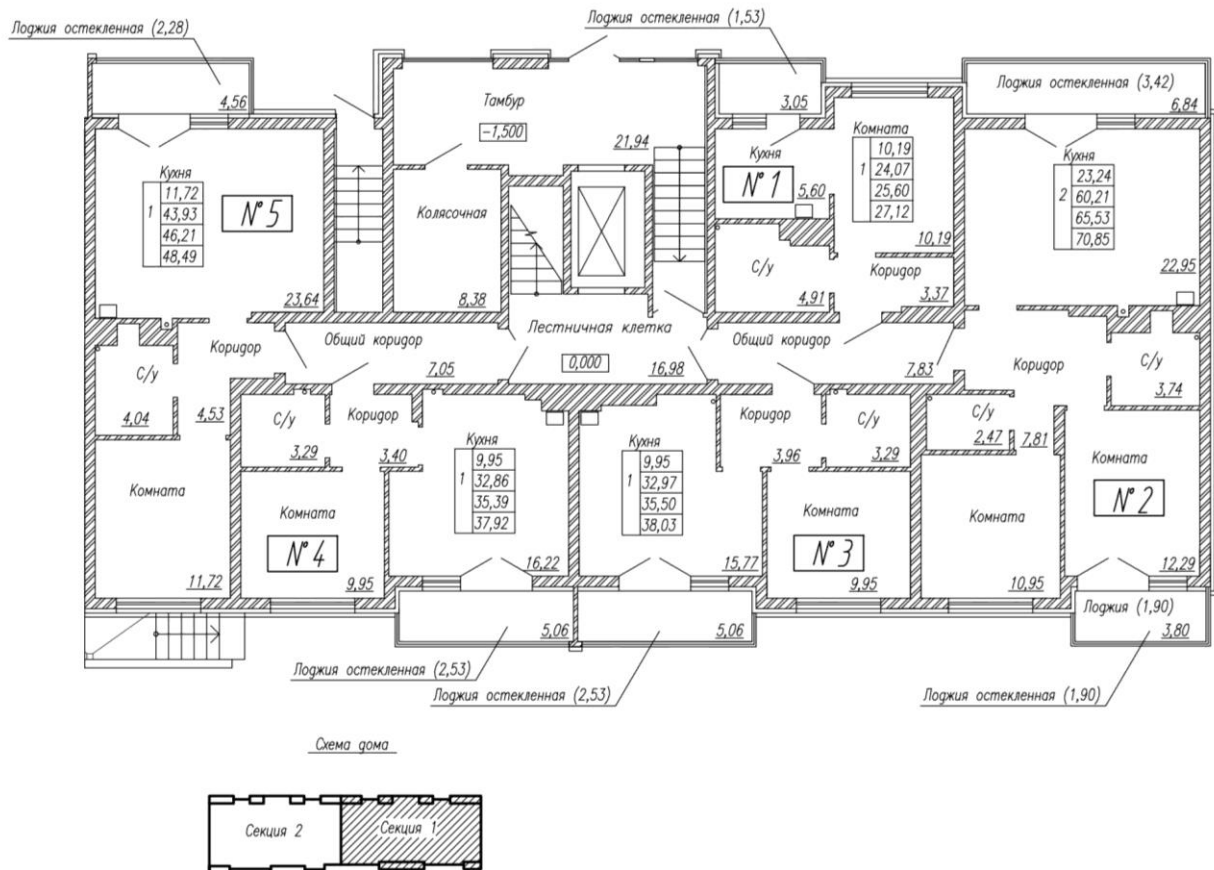 Лоджия остекленная (2,28)
Лоджия остекленная (1,53)
4,56
Тамбур
-1,500
21,94
3,05
Лоджия остекленная (3,42)
6,84
Кухня
1
11,72
43,93
46,21
48,49
№5
23,64
Колясочная
8,38
Кухня
№1
5,60
Комната
1
10,19
24,07
25,60
27,12
10,19
С/у
4,91
Коридор
3,37
Кухня
2
23,24
60,21
65,53
70,85
22,95
Коридор
Общий коридор
7,05
Лестничная клетка
0,000
16,98
Общий коридор
7,83
Коридор
С/у
4,04
4,53
С/у
3,29
Коридор
3,40
Кухня
1
9,95
32,86
35,39
37,92
16,22
Кухня
1
9,95
32,97
35,50
38,03
15,77
Коридор
3,96
С/у
3,29
С/у
2,47
7,81
С/у
3,74
Комната
11,72
Комната
№4
9,95
Комната
№3
9,95
Комната
10,95
Комната
№2
12,29
5,06
5,06
Лоджия (1,90)
3,80
Лоджия остекленная (2,53)
Лоджия остекленная (2,53)
Лоджия остекленная (1,90)
Схема дома
Секция 2
Секция 1